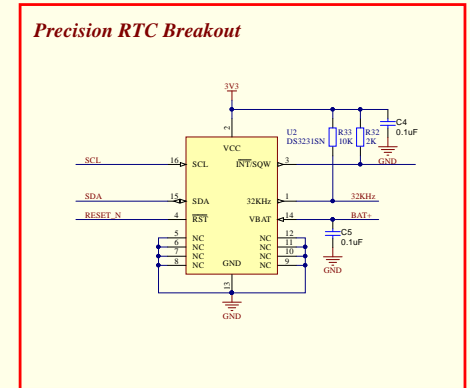 Precision RTC Breakout
3V3
2
VCC
U2
DS3231SN
R33
10K
R32
2K
C4
0.1uF
GND
SCL
16
SCL
INT/SQW
3
SDA
15
SDA
32KHz
1
32KHz
RESET_N
4
RST
VBAT
14
BAT+
5
NC
NC
12
6
NC
NC
11
7
NC
NC
10
8
NC
NC
9
C5
0.1uF
GND
GND
13
GND